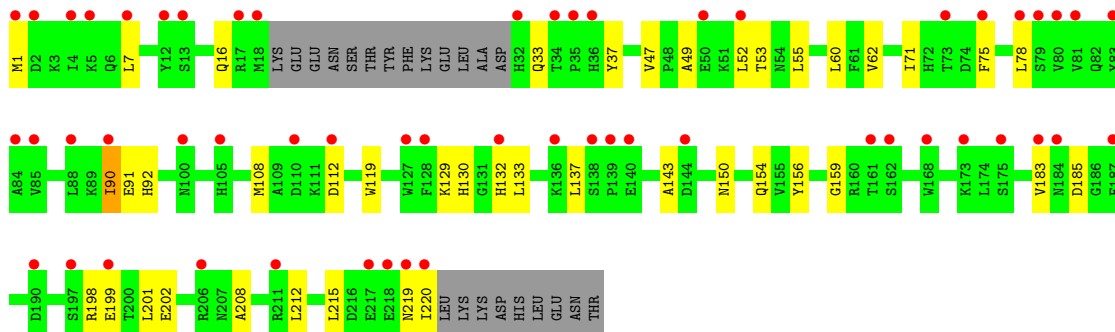 M1 D2 K3 I4 K5 Q6 L7 Y12 S13 Q16 R17 M18 LYS GLU GLU ASN SER THR TYR PHE LYS GLU LEU ALA ASP H32 Q33 T34 P35 H36 Y37 V47 P48 A49 E50 K51 L52 T53 N54 L55 L60 F61 V62 I71 H72 T73 D74 F75 L78 S79 V80 V81 Q82
A84 V85 L88 K89 I90 E91 H92 N100 H105 M108 A109 D110 K111 D112 W119 W127 F128 K129 H130 G131 H132 L133 K136 L137 S138 P139 E140 A143 D144 N150 Q154 V155 Y156 G159 R160 T161 S162 W168 K173 L174 S175 V183 N184 D185 G186
D190 S197 R198 E199 T200 L201 E202 R206 N207 A208 R211 L212 L215 D216 E217 E218 N219 I220 LEU LYS LYS ASP HIS LEU GLU ASN THR